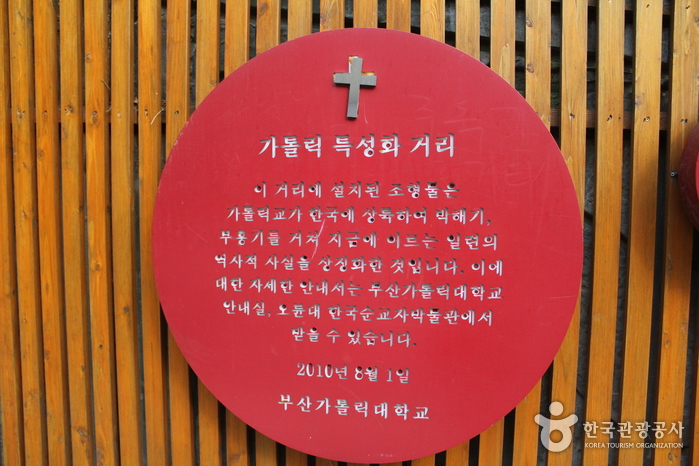 가톨릭 특성화 거리
이 거리에 설치된 조형물은
가톨릭교가 한국에 상륙하여 박해기,
부흥기를 거쳐 지금에 이르는 일련의
역사적 사실을 상징화한 것입니다. 이에
대한 자세한 안내서는 부산가톨릭대학교
안내실, 오륜대 한국순교자박물관에서
받을 수 있습니다.
2010년 8월 1일
부산가톨릭대학교
한국관광공사
KOREA TOURISM ORGANIZATION